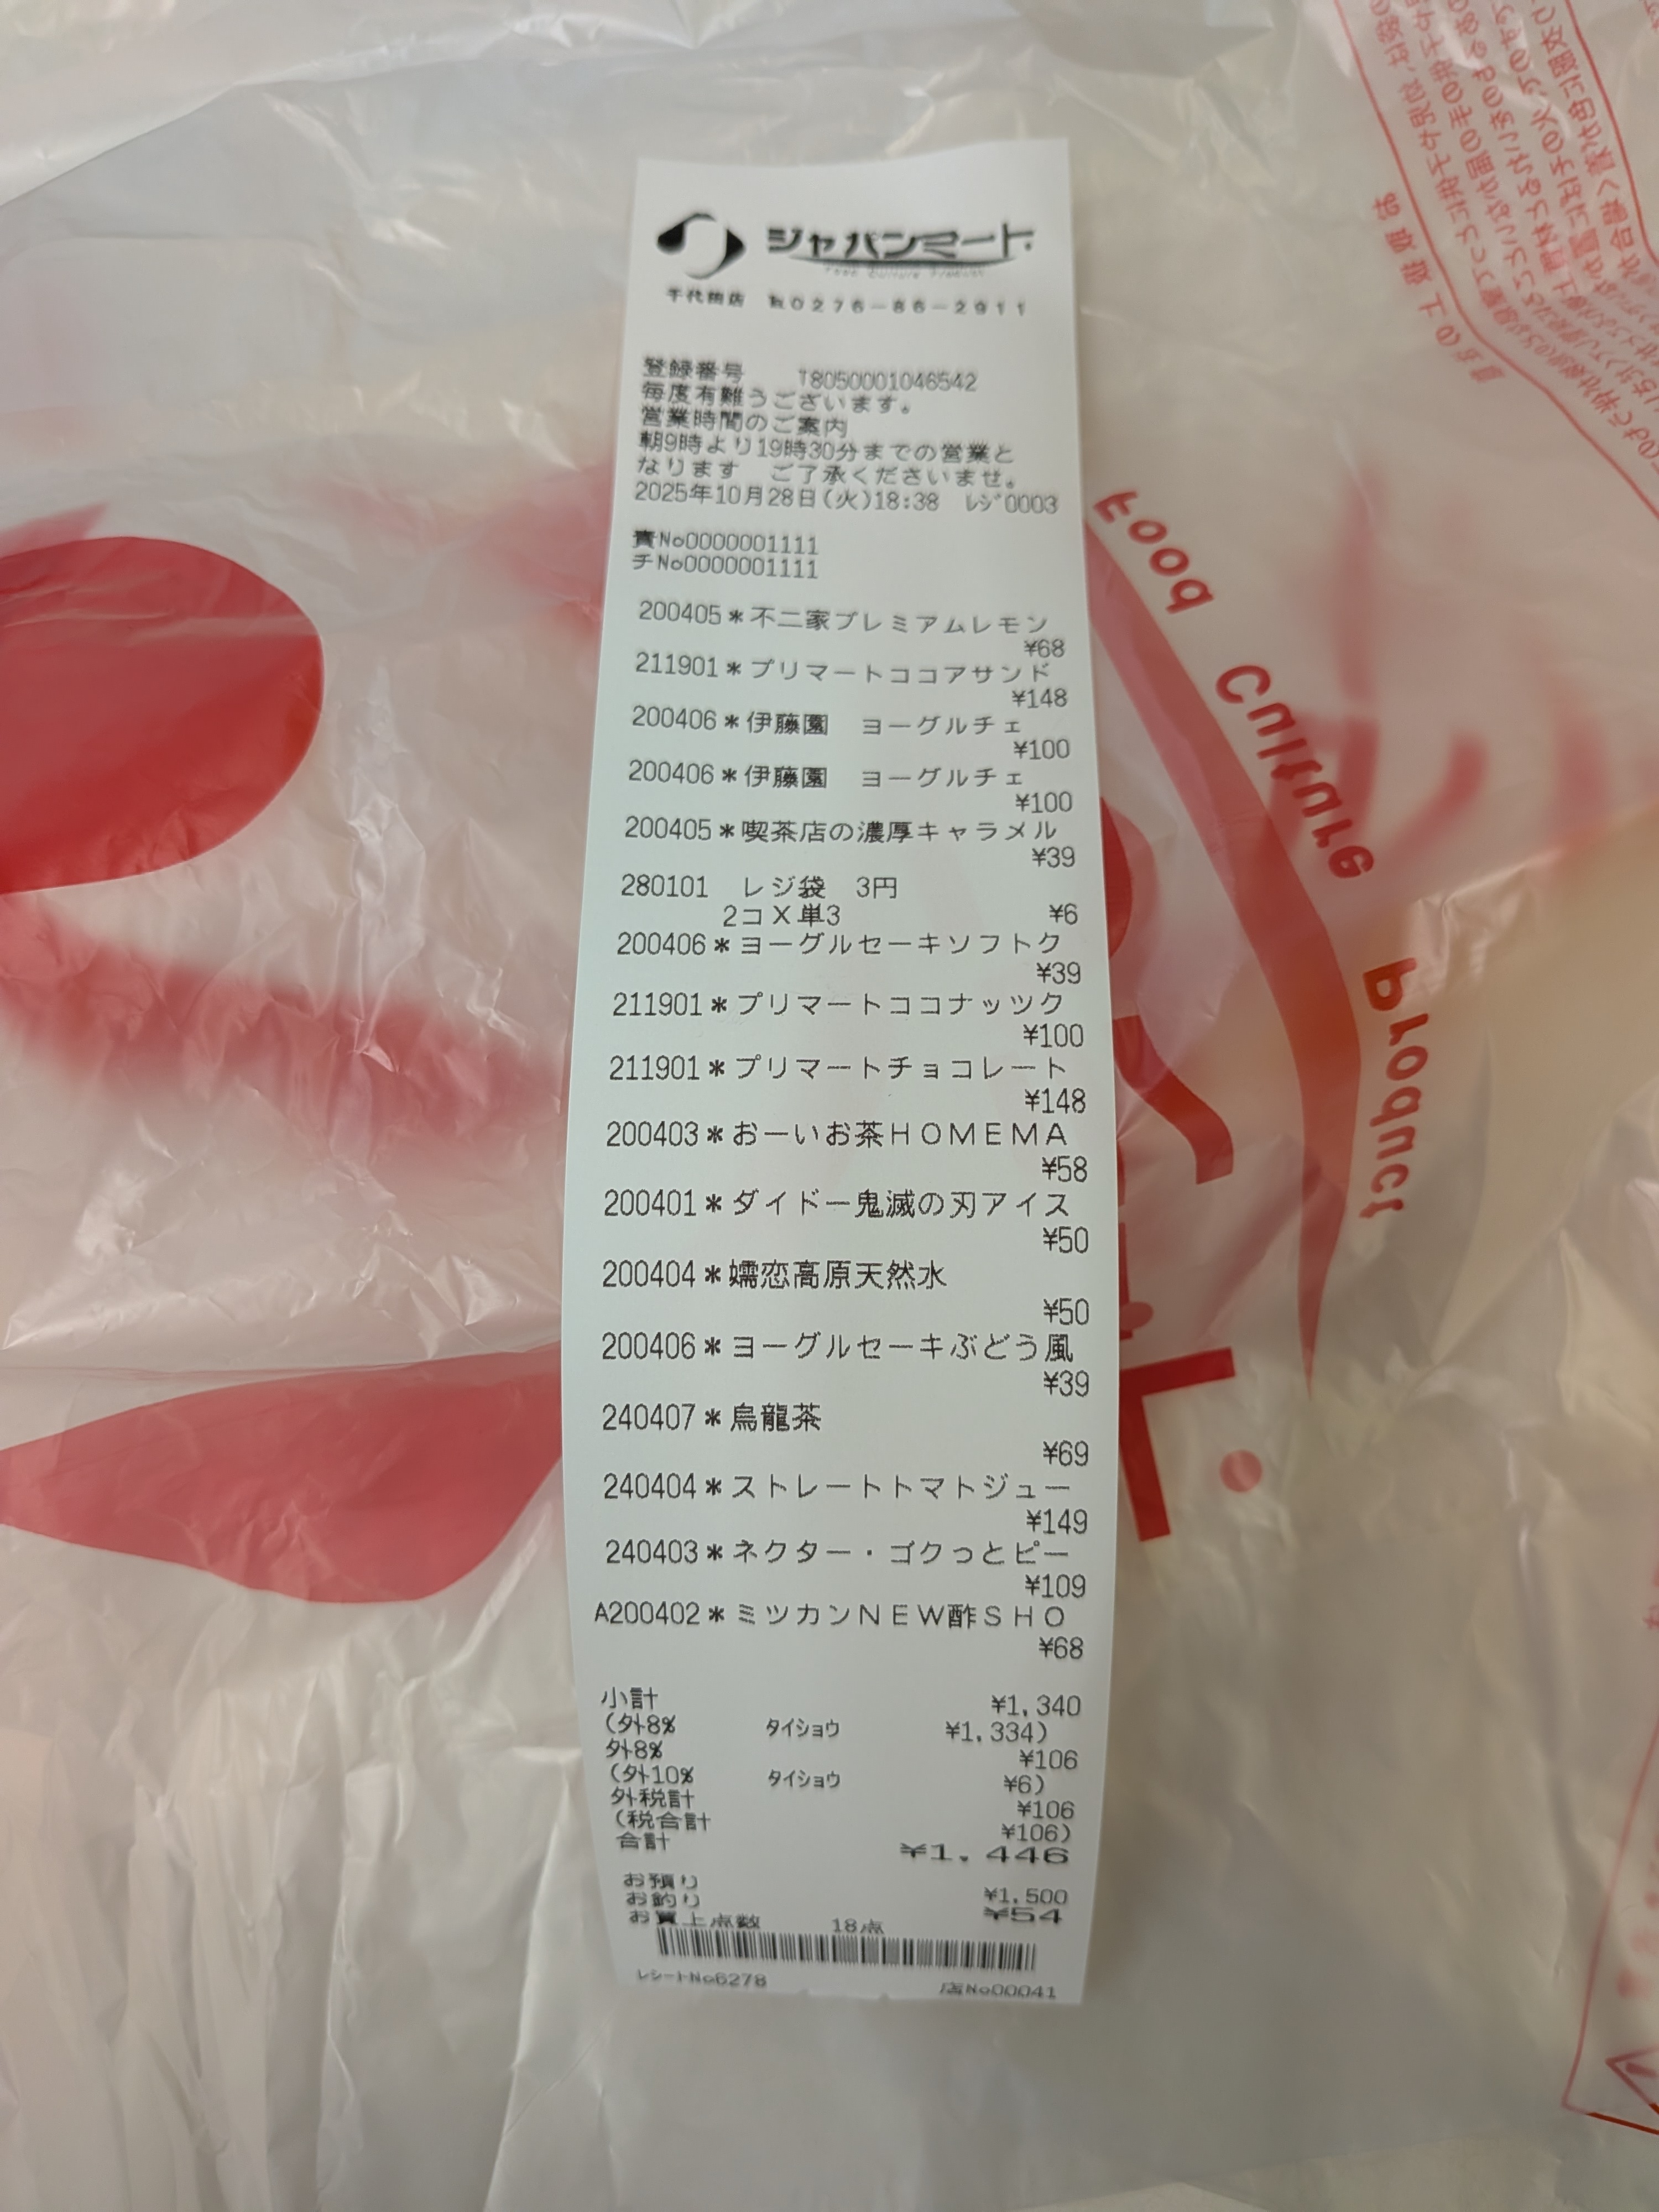 ジャパンミート
Food Culture Product
千代田店 ℡0276-86-2911
登録番号 T8050001046542
毎度有難うございます。
営業時間のご案内
朝9時より19時30分までの営業と
なります ご了承くださいませ。
2025年10月28日(火)18:38 レジ0003
責No0000001111
チNo0000001111
200405*不二家プレミアムレモン
¥68
211901*プリマートココアサンド
¥148
200406*伊藤園 ヨーグルチェ
¥100
200406*伊藤園 ヨーグルチェ
¥100
200405*喫茶店の濃厚キャラメル
¥39
280101 レジ袋 3円
2コX単3 ¥6
200406*ヨーグルセーキソフトク
¥39
211901*プリマートココナッツク
¥100
211901*プリマートチョコレート
¥148
200403*おーいお茶HOMEMA
¥58
200401*ダイドー鬼滅の刃アイス
¥50
200404*嬬恋高原天然水
¥50
200406*ヨーグルセーキぶどう風
¥39
240407*烏龍茶
¥69
240404*ストレートトマトジュー
¥149
240403*ネクター・ゴクっとピー
¥109
A200402*ミツカンNEW酢SHO
¥68
小計 ¥1,340
(外8% タイショウ ¥1,334)
外8% ¥106
(外10% タイショウ ¥6)
外税計 ¥106
(税合計 ¥106)
合計 ¥1,446
お預り ¥1,500
お釣り ¥54
お買上点数 18点
レシートNo6278 店No00041
Food Culture Product